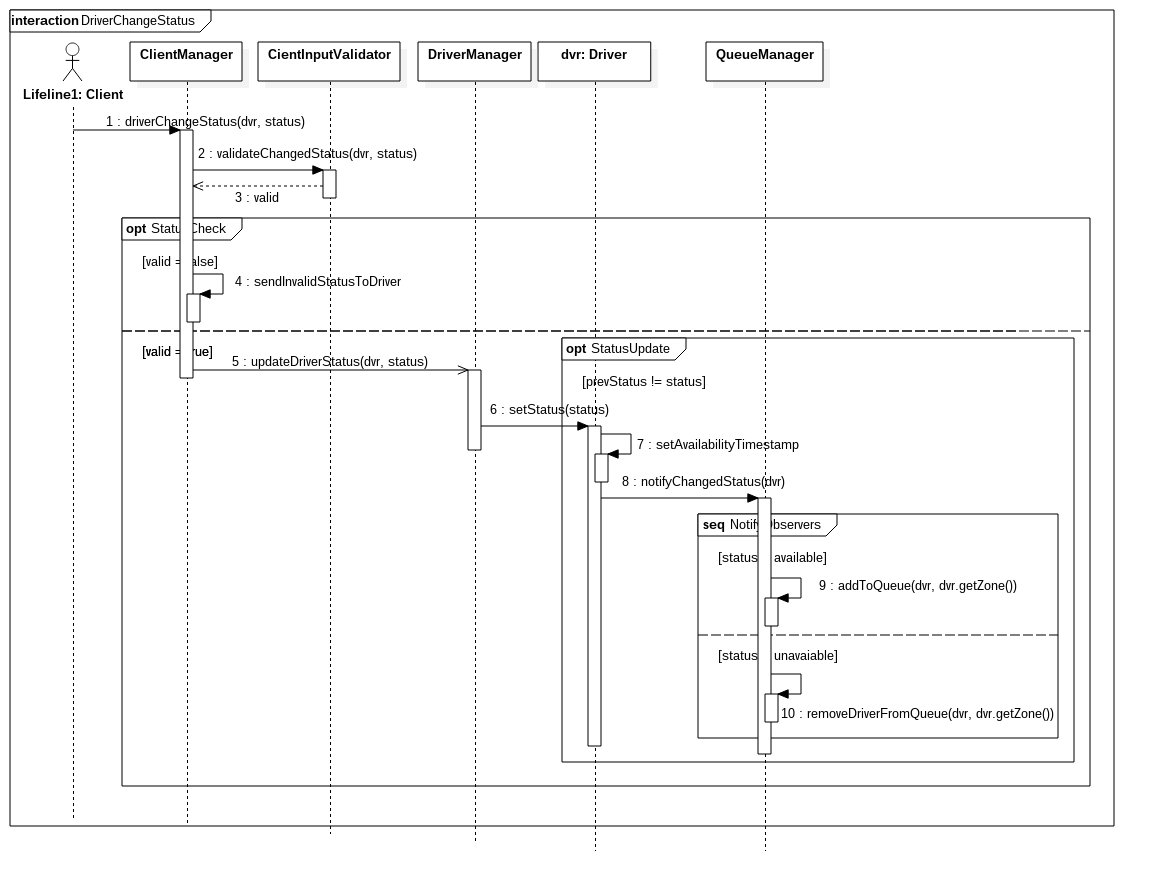 interaction DriverChangeStatus
ClientManager
CientInputValidator
DriverManager
dvr: Driver
QueueManager
Lifeline1: Client
1 : driverChangeStatus(dvr, status)
2 : validateChangedStatus(dvr, status)
3 : valid
opt Status Check
[valid = false]
4 : sendInvalidStatusToDriver
[valid = true]
5 : updateDriverStatus(dvr, status)
opt StatusUpdate
[prevStatus != status]
6 : setStatus(status)
7 : setAvailabilityTimestamp
8 : notifyChangedStatus(dvr)
seq NotifyObservers
[status = available]
9 : addToQueue(dvr, dvr.getZone())
[status = unavaiable]
10 : removeDriverFromQueue(dvr, dvr.getZone())